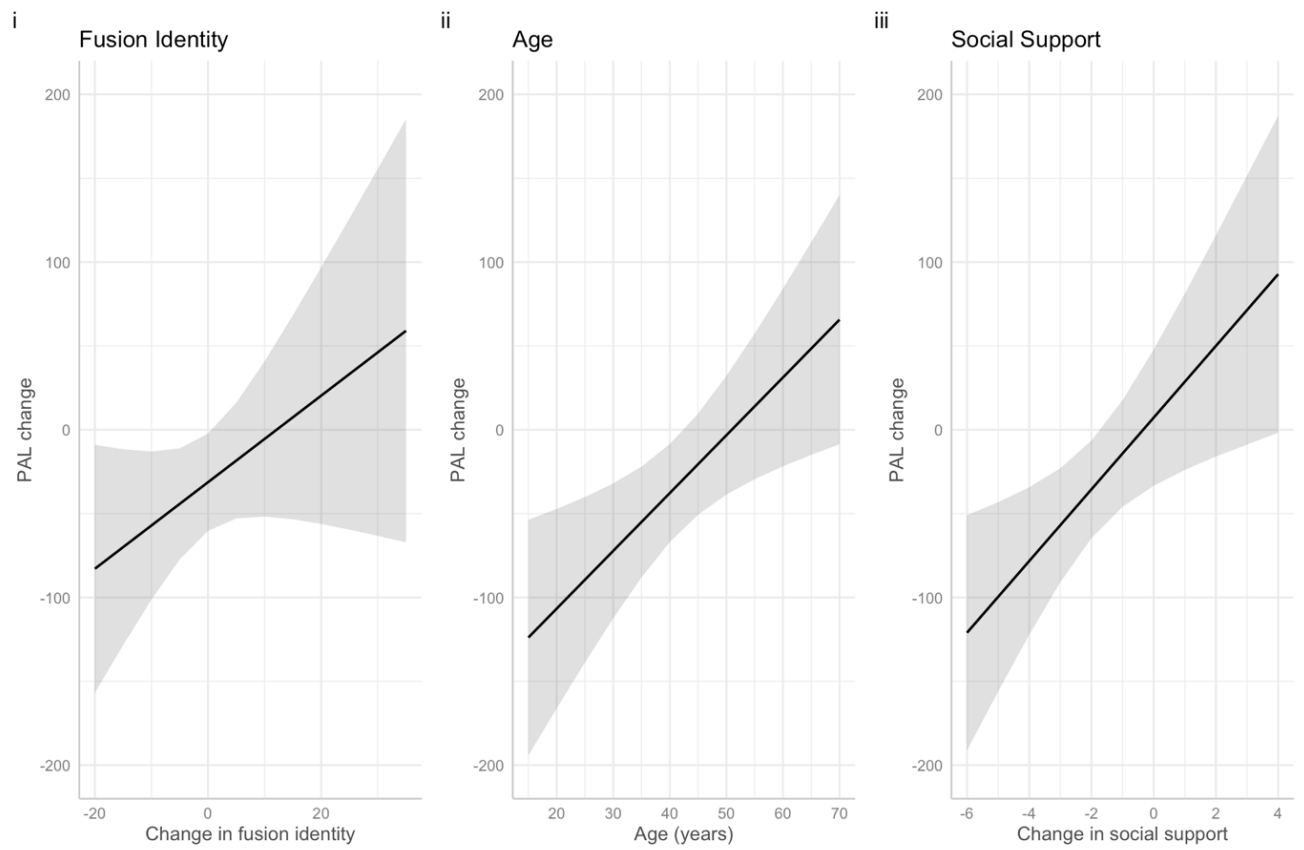 i
Fusion Identity
200
100
0
-100
-200
PAL change
-20 0 20
Change in fusion identity
ii
Age
200
100
0
-100
-200
PAL change
20 30 40 50 60 70
Age (years)
iii
Social Support
200
100
0
-100
-200
PAL change
-6 -4 -2 0 2 4
Change in social support